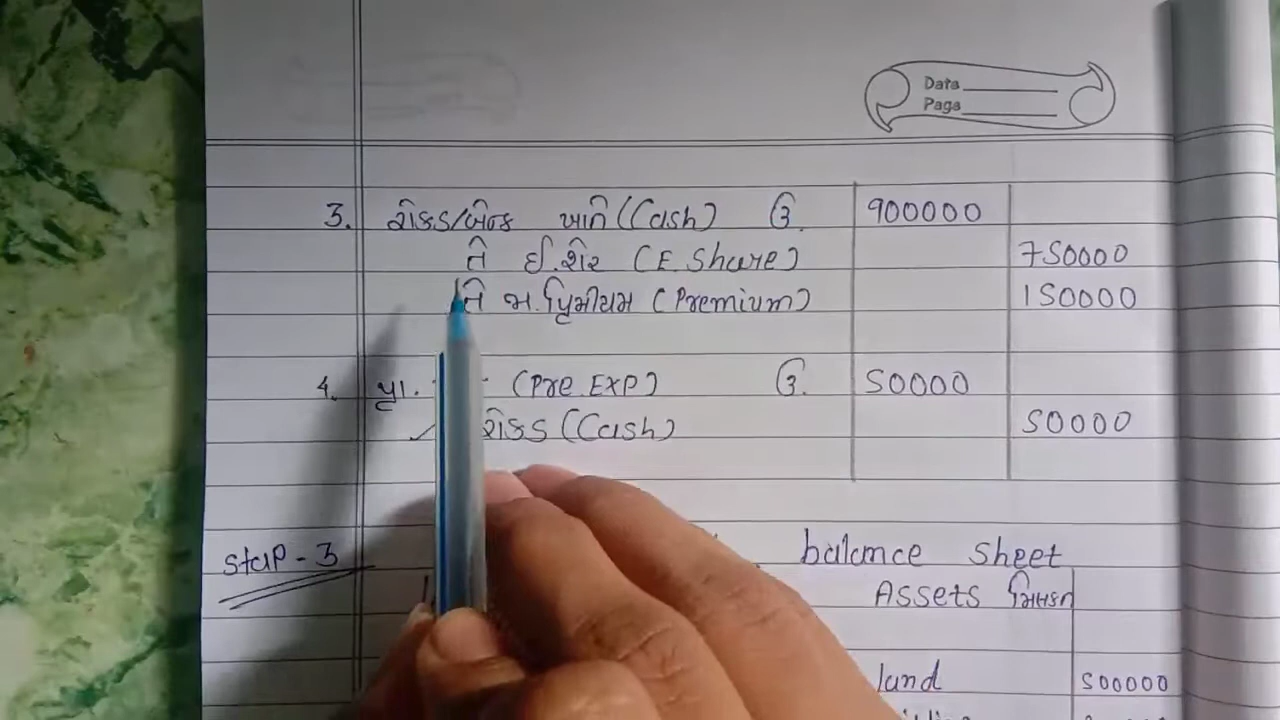 Data
Page
3. રોકડ/બેન્ક ખાતે (Cash) ઉ. 900000
તે ઈ.શેર (E. Share) 750000
તે જા. પ્રિમીયમ (Premium) 150000
4. પ્રા. (Pre. EXP) ઉ. 50000
રોકડ (Cash) 50000
Step - 3 balance Sheet
Assets મિલકત
land 500000